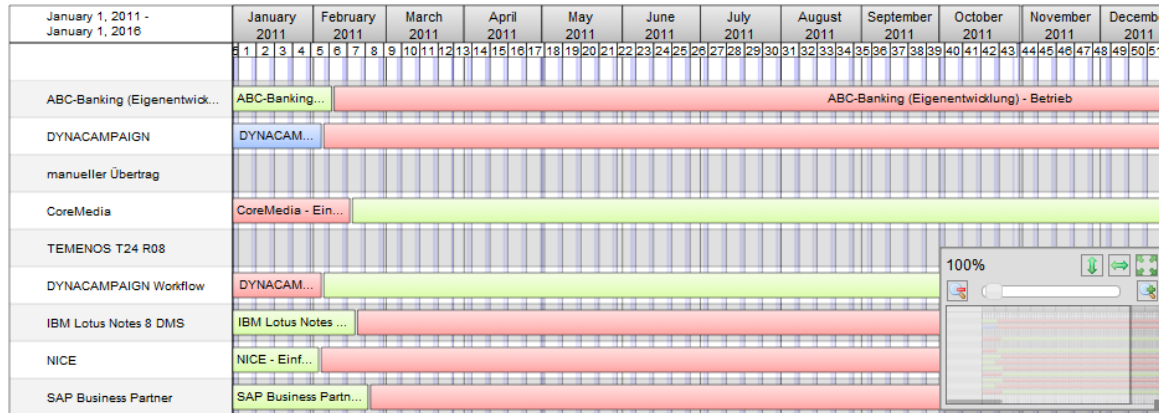 January 1, 2011 -
January 1, 2016
January February March April May June July August September October November Decemb
2011 2011 2011 2011 2011 2011 2011 2011 2011 2011 2011 2011
1 2 3 4 5 6 7 8 9 10 11 12 13 14 15 16 17 18 19 20 21 22 23 24 25 26 27 28 29 30 31 32 33 34 35 36 37 38 39 40 41 42 43 44 45 46 47 48 49 50 51
ABC-Banking (Eigenentwick... ABC-Banking... ABC-Banking (Eigenentwicklung) - Betrieb
DYNACAMPAIGN DYNACAM...
manueller Übertrag
CoreMedia CoreMedia - Ein...
TEMENOS T24 R08
100%
DYNACAMPAIGN Workflow DYNACAM...
IBM Lotus Notes 8 DMS IBM Lotus Notes ...
NICE NICE - Einf...
SAP Business Partner SAP Business Partn...